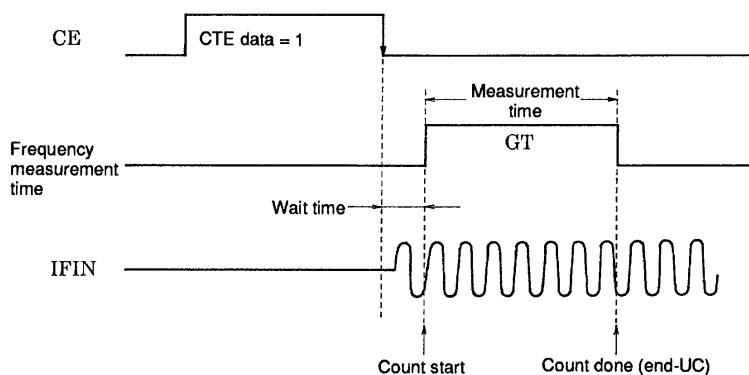 CE
CTE data = 1
Measurement
time
GT
Frequency
measurement
time
Wait time
IFIN
Count start
Count done (end-UC)